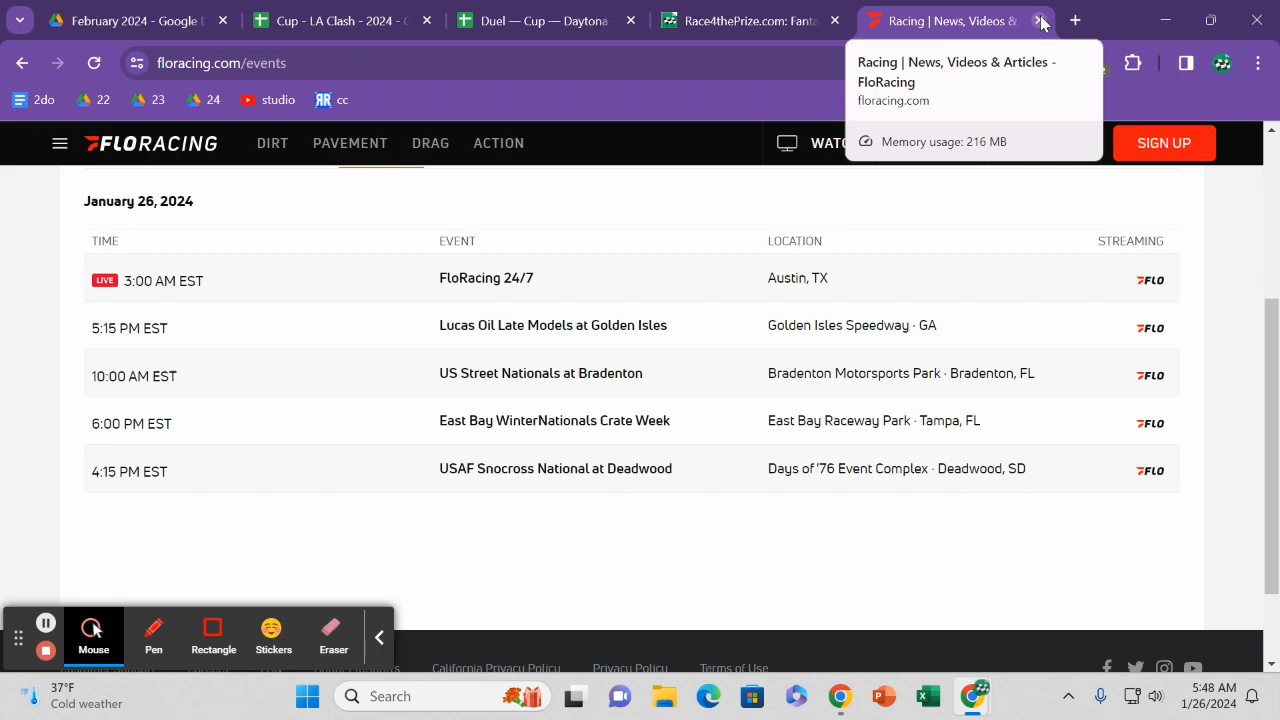 February 2024 - Google D
Cup - LA Clash - 2024 - G
Duel — Cup — Daytona
Race4thePrize.com: Fanta
Racing | News, Videos &
floracing.com/events
Racing | News, Videos & Articles -
FloRacing
floracing.com
Memory usage: 216 MB
2do
22
23
studio
24
RR
cc
FLORACING
DIRT
PAVEMENT
DRAG
ACTION
WATC
SIGN UP
January 26, 2024
TIME EVENT LOCATION STREAMING
LIVE 3:00 AM EST FloRacing 24/7 Austin, TX FLO
5:15 PM EST Lucas Oil Late Models at Golden Isles Golden Isles Speedway · GA FLO
10:00 AM EST US Street Nationals at Bradenton Bradenton Motorsports Park · Bradenton, FL FLO
6:00 PM EST East Bay WinterNationals Crate Week East Bay Raceway Park · Tampa, FL FLO
4:15 PM EST USAF Snocross National at Deadwood Days of '76 Event Complex · Deadwood, SD FLO
California Privacy Policy
Privacy Policy
Terms of Use
Mouse
Pen
Rectangle
Stickers
Eraser
37°F
Cold weather
Search
5:48 AM
1/26/2024